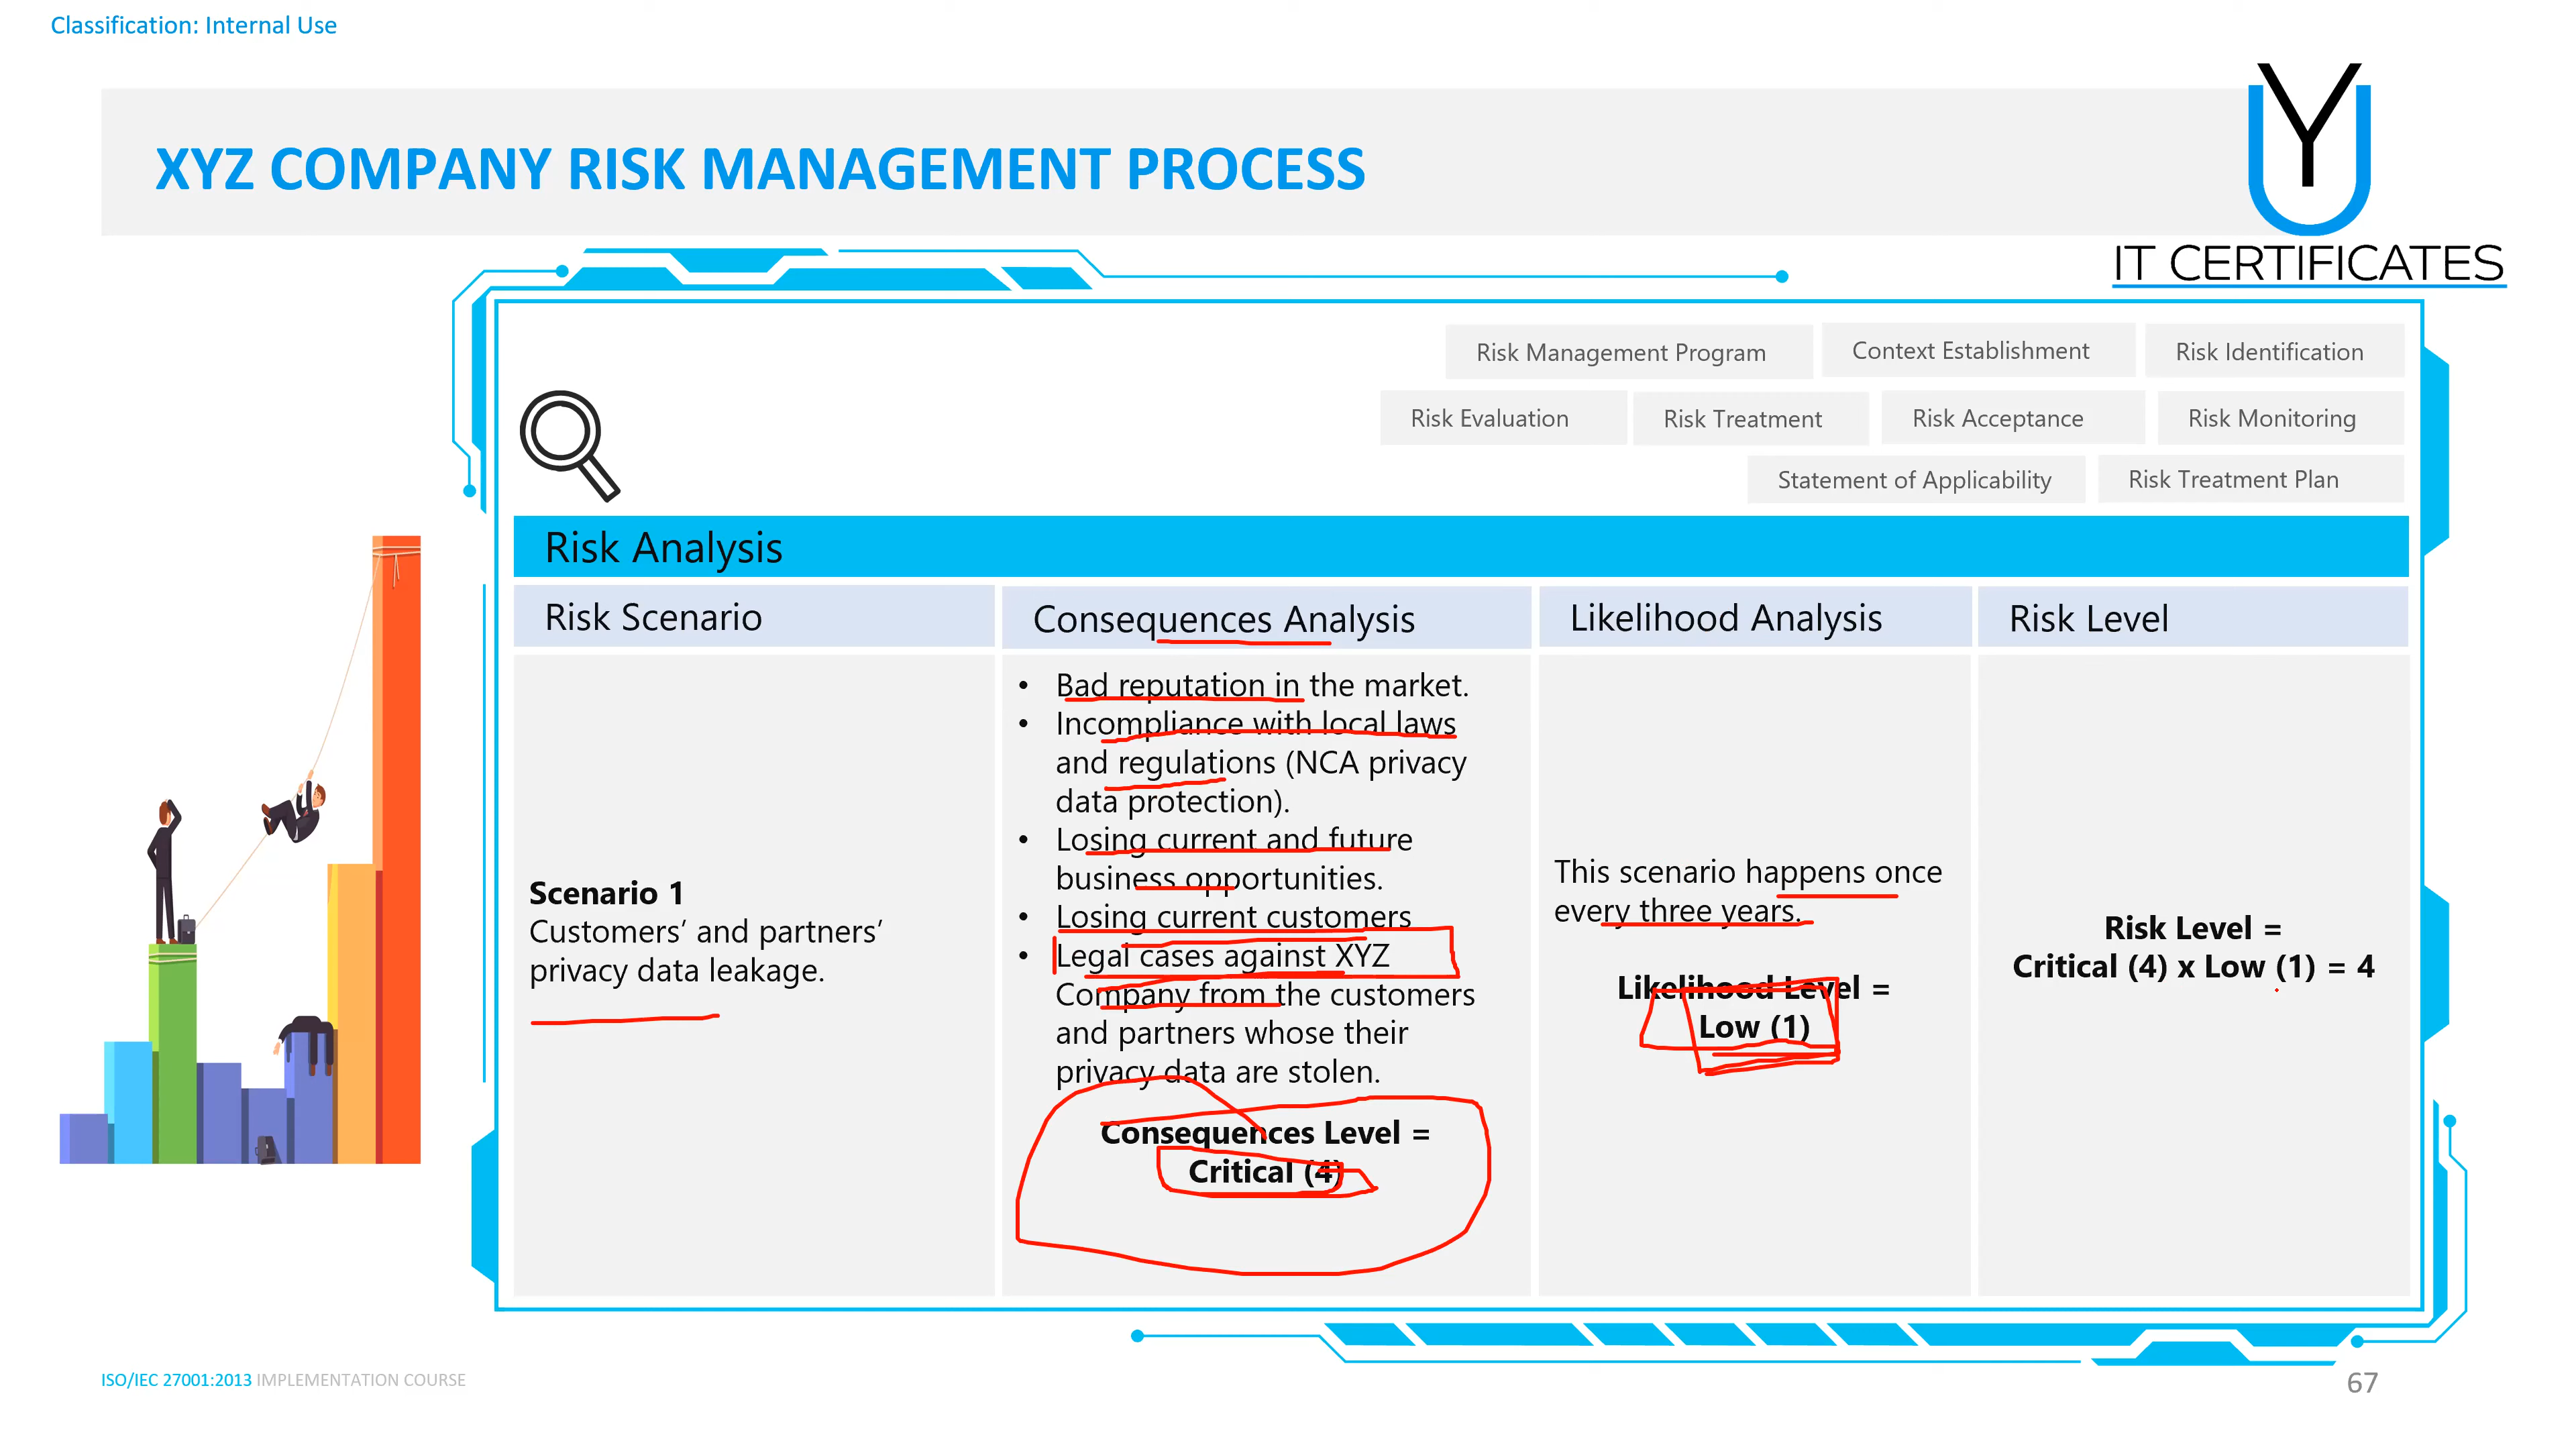 Classification: Internal Use
XYZ COMPANY RISK MANAGEMENT PROCESS
YU
IT CERTIFICATES
Risk Management Program
Context Establishment
Risk Identification
Risk Evaluation
Risk Treatment
Risk Acceptance
Risk Monitoring
Statement of Applicability
Risk Treatment Plan
Risk Analysis
Risk Scenario
Consequences Analysis
Likelihood Analysis
Risk Level
Scenario 1
Customers’ and partners’
privacy data leakage.
• Bad reputation in the market.
• Incompliance with local laws
and regulations (NCA privacy
data protection).
• Losing current and future
business opportunities.
• Losing current customers
• Legal cases against XYZ
Company from the customers
and partners whose their
privacy data are stolen.
Consequences Level =
Critical (4)
This scenario happens once
every three years.
Likelihood Level =
Low (1)
Risk Level =
Critical (4) x Low (1) = 4
ISO/IEC 27001:2013 IMPLEMENTATION COURSE
67